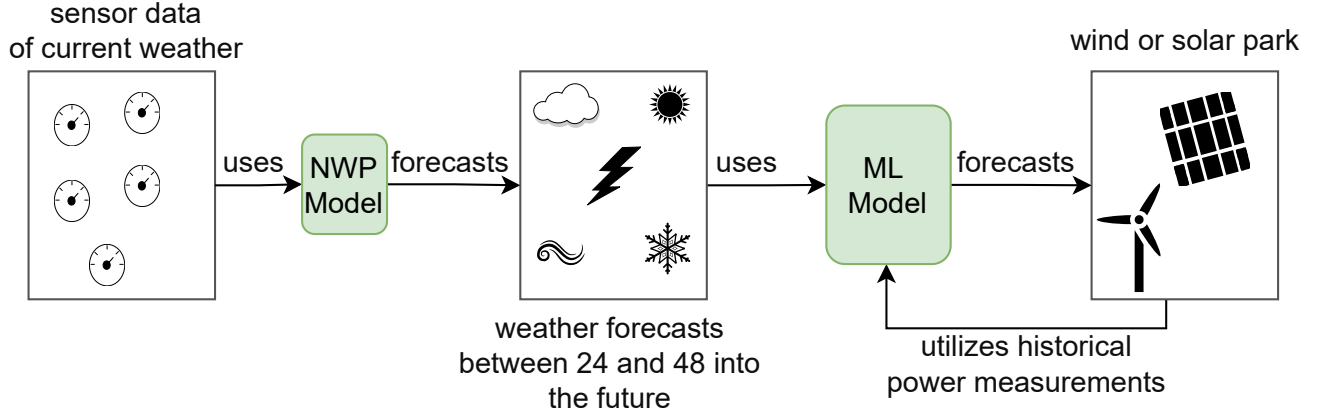 sensor data
of current weather
uses
NWP
Model
forecasts
weather forecasts
between 24 and 48 into
the future
uses
ML
Model
forecasts
wind or solar park
utilizes historical
power measurements